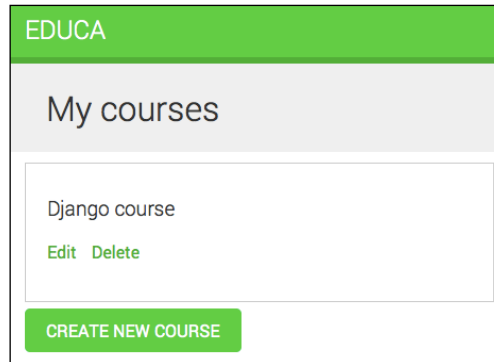 EDUCA
My courses
Django course
Edit Delete
CREATE NEW COURSE